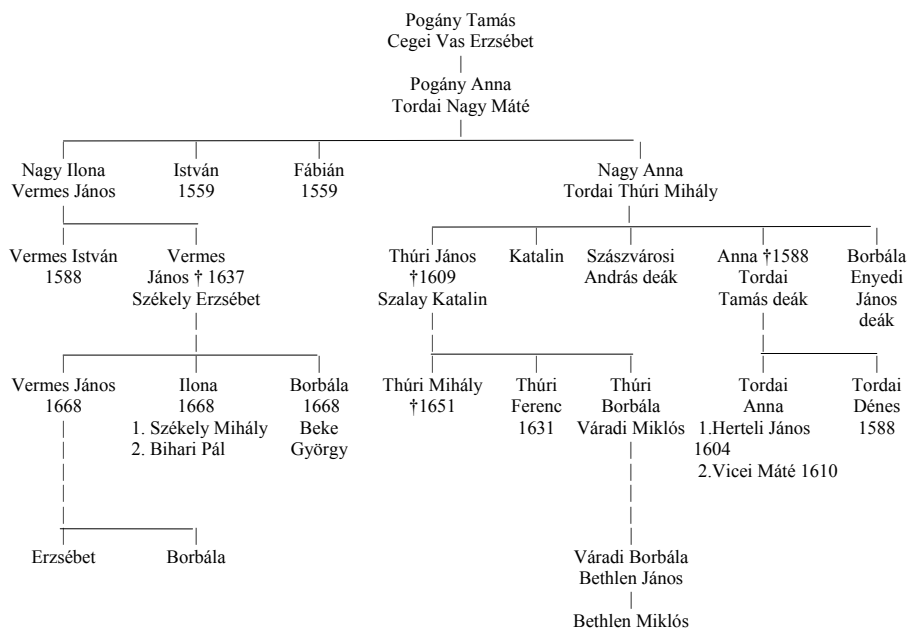 Pogány Tamás
Cegei Vas Erzsébet
Pogány Anna
Tordai Nagy Máté
Nagy Ilona
Vermes János
István
1559
Fábián
1559
Nagy Anna
Tordai Thúri Mihály
Vermes István
1588
Vermes
János † 1637
Székely Erzsébet
Thúri János
†1609
Szalay Katalin
Katalin
Szászvárosi
András deák
Anna †1588
Tordai
Tamás deák
Borbála
Enyedi
János
deák
Vermes János
1668
Ilona
1668
1. Székely Mihály
2. Bihari Pál
Borbála
1668
Beke
György
Thúri Mihály
†1651
Thúri
Ferenc
1631
Thúri
Borbála
Váradi Miklós
Tordai
Anna
1.Herteli János
1604
2.Vicei Máté 1610
Tordai
Dénes
1588
Erzsébet
Borbála
Váradi Borbála
Bethlen János
Bethlen Miklós